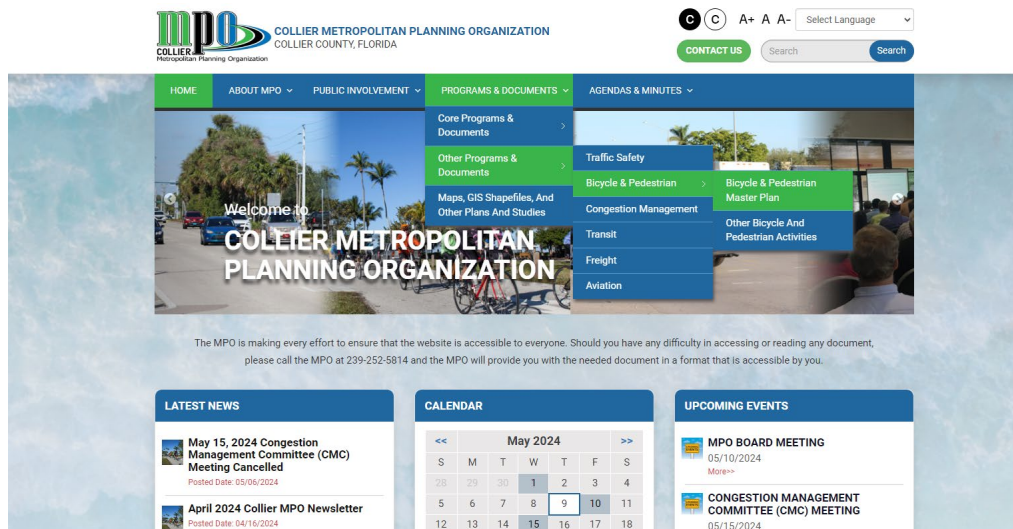 mpo
COLLIER
Metropolitan Planning Organization
COLLIER METROPOLITAN PLANNING ORGANIZATION
COLLIER COUNTY, FLORIDA
C C A+ A A- Select Language
CONTACT US Search Search
HOME ABOUT MPO PUBLIC INVOLVEMENT PROGRAMS & DOCUMENTS AGENDAS & MINUTES
Core Programs &
Documents
Other Programs &
Documents
Maps, GIS Shapefiles, And
Other Plans And Studies
Traffic Safety
Bicycle & Pedestrian
Congestion Management
Transit
Freight
Aviation
Bicycle & Pedestrian
Master Plan
Other Bicycle And
Pedestrian Activities
Welcome to
COLLIER METROPOLITAN
PLANNING ORGANIZATION
The MPO is making every effort to ensure that the website is accessible to everyone. Should you have any difficulty in accessing or reading any document,
please call the MPO at 239-252-5814 and the MPO will provide you with the needed document in a format that is accessible by you.
LATEST NEWS
May 15, 2024 Congestion
Management Committee (CMC)
Meeting Cancelled
Posted Date: 05/06/2024
April 2024 Collier MPO Newsletter
Posted Date: 04/16/2024
CALENDAR
<< May 2024 >>
S M T W T F S
28 29 30 1 2 3 4
5 6 7 8 9 10 11
12 13 14 15 16 17 18
UPCOMING EVENTS
MPO BOARD MEETING
05/10/2024
More>>
CONGESTION MANAGEMENT
COMMITTEE (CMC) MEETING
05/15/2024